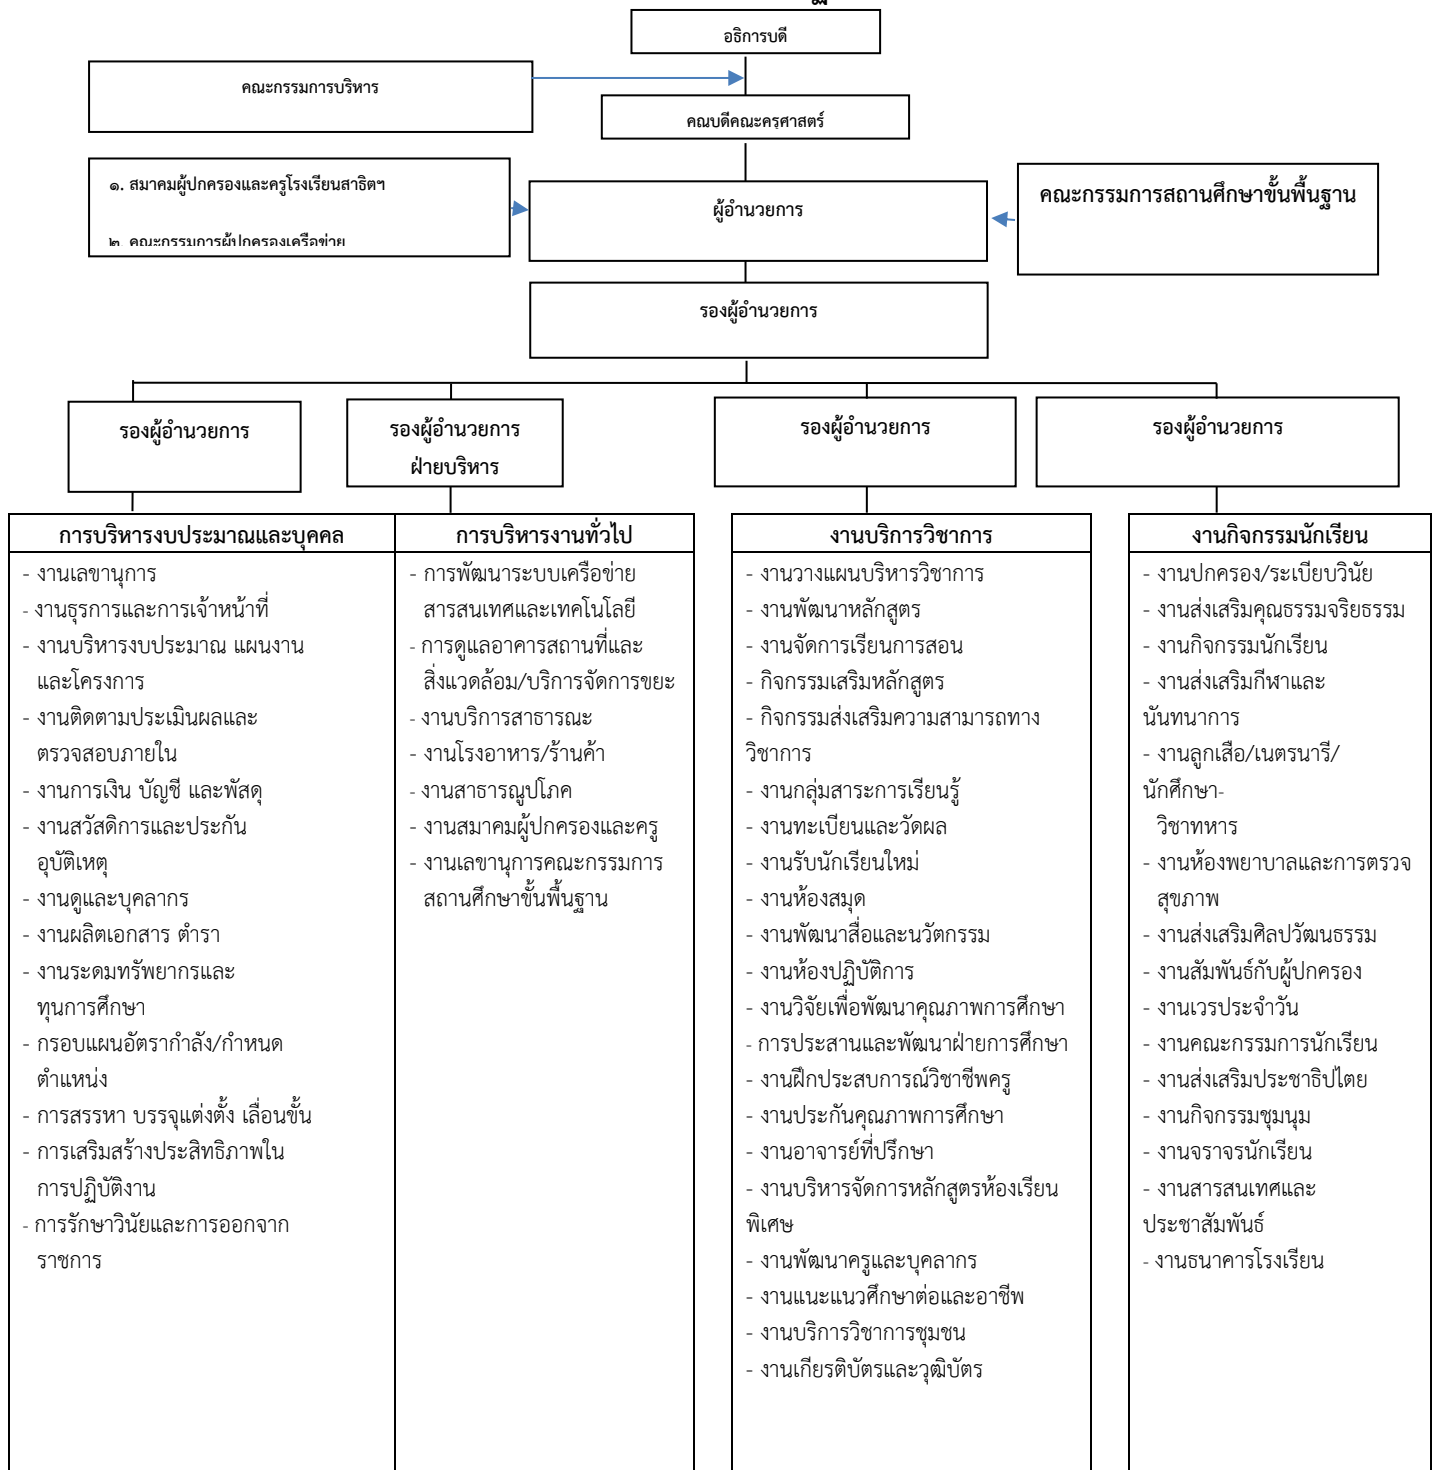 อธิการบดี
คณะกรรมการบริหาร
คณบดีคณะครุศาสตร์
๑. สมาคมผู้ปกครองและครูโรงเรียนสาธิตฯ
๒. คณะกรรมการผู้ปกครองเครือข่าย
ผู้อำนวยการ
คณะกรรมการสถานศึกษาขั้นพื้นฐาน
รองผู้อำนวยการ
รองผู้อำนวยการ
รองผู้อำนวยการ
ฝ่ายบริหาร
รองผู้อำนวยการ
รองผู้อำนวยการ
การบริหารงบประมาณและบุคคล
- งานเลขานุการ
- งานธุรการและการเจ้าหน้าที่
- งานบริหารงบประมาณ แผนงาน
และโครงการ
- งานติดตามประเมินผลและ
ตรวจสอบภายใน
- งานการเงิน บัญชี และพัสดุ
- งานสวัสดิการและประกัน
อุบัติเหตุ
- งานดูและบุคลากร
- งานผลิตเอกสาร ตำรา
- งานระดมทรัพยากรและ
ทุนการศึกษา
- กรอบแผนอัตรากำลัง/กำหนด
ตำแหน่ง
- การสรรหา บรรจุแต่งตั้ง เลื่อนขั้น
- การเสริมสร้างประสิทธิภาพใน
การปฏิบัติงาน
- การรักษาวินัยและการออกจาก
ราชการ
การบริหารงานทั่วไป
- การพัฒนาระบบเครือข่าย
สารสนเทศและเทคโนโลยี
- การดูแลอาคารสถานที่และ
สิ่งแวดล้อม/บริการจัดการขยะ
- งานบริการสาธารณะ
- งานโรงอาหาร/ร้านค้า
- งานสาธารณูปโภค
- งานสมาคมผู้ปกครองและครู
- งานเลขานุการคณะกรรมการ
สถานศึกษาขั้นพื้นฐาน
งานบริการวิชาการ
- งานวางแผนบริหารวิชาการ
- งานพัฒนาหลักสูตร
- งานจัดการเรียนการสอน
- กิจกรรมเสริมหลักสูตร
- กิจกรรมส่งเสริมความสามารถทาง
วิชาการ
- งานกลุ่มสาระการเรียนรู้
- งานทะเบียนและวัดผล
- งานรับนักเรียนใหม่
- งานห้องสมุด
- งานพัฒนาสื่อและนวัตกรรม
- งานห้องปฏิบัติการ
- งานวิจัยเพื่อพัฒนาคุณภาพการศึกษา
- การประสานและพัฒนาฝ่ายการศึกษา
- งานฝึกประสบการณ์วิชาชีพครู
- งานประกันคุณภาพการศึกษา
- งานอาจารย์ที่ปรึกษา
- งานบริหารจัดการหลักสูตรห้องเรียน
พิเศษ
- งานพัฒนาครูและบุคลากร
- งานแนะแนวศึกษาต่อและอาชีพ
- งานบริการวิชาการชุมชน
- งานเกียรติบัตรและวุฒิบัตร
งานกิจกรรมนักเรียน
- งานปกครอง/ระเบียบวินัย
- งานส่งเสริมคุณธรรมจริยธรรม
- งานกิจกรรมนักเรียน
- งานส่งเสริมกีฬาและ
นันทนาการ
- งานลูกเสือ/เนตรนารี/
นักศึกษา-
วิชาทหาร
- งานห้องพยาบาลและการตรวจ
สุขภาพ
- งานส่งเสริมศิลปวัฒนธรรม
- งานสัมพันธ์กับผู้ปกครอง
- งานเวรประจำวัน
- งานคณะกรรมการนักเรียน
- งานส่งเสริมประชาธิปไตย
- งานกิจกรรมชุมนุม
- งานจราจรนักเรียน
- งานสารสนเทศและ
ประชาสัมพันธ์
- งานธนาคารโรงเรียน